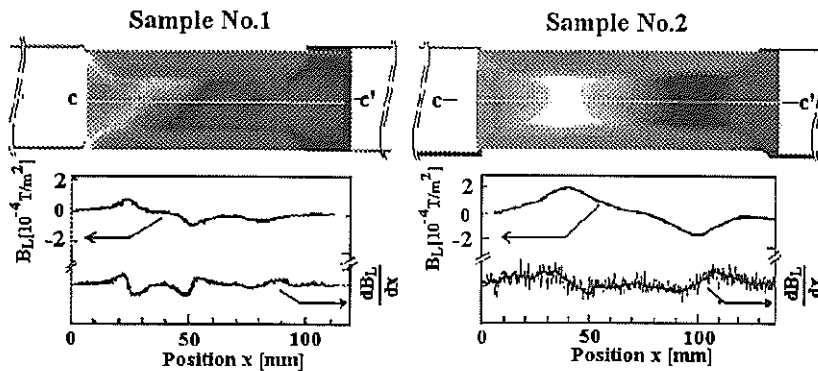 Sample No.1
Sample No.2
c
c'
c
c'
B_L[10^-4 T/m^2]
2
0
-2
dB_L/dx
0
50
100
Position x [mm]
B_L[10^-4 T/m^2]
2
0
-2
dB_L/dx
0
50
100
Position x [mm]